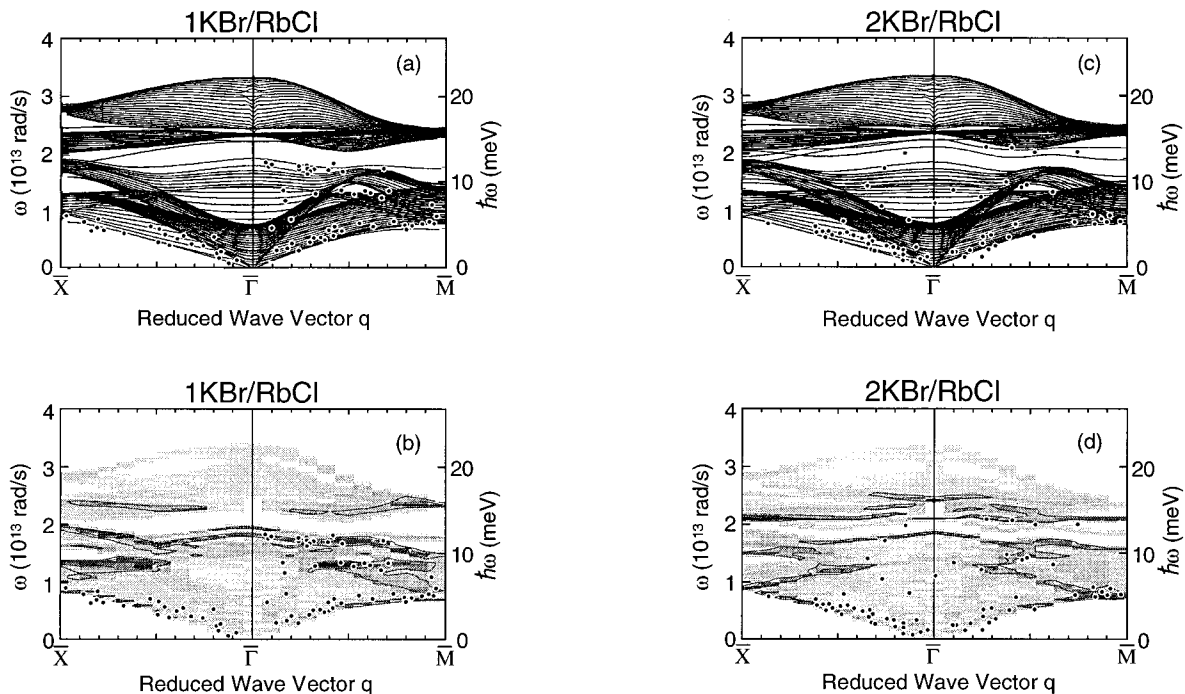 1KBr/RbCl
(a)
4
3
2
1
0
ω (10¹³ rad/s)
20
10
0
ℏω (meV)
X̅ Γ̅ M̅
Reduced Wave Vector q
2KBr/RbCl
(c)
4
3
2
1
0
ω (10¹³ rad/s)
20
10
0
ℏω (meV)
X̅ Γ̅ M̅
Reduced Wave Vector q
1KBr/RbCl
(b)
4
3
2
1
0
ω (10¹³ rad/s)
20
10
0
ℏω (meV)
X̅ Γ̅ M̅
Reduced Wave Vector q
2KBr/RbCl
(d)
4
3
2
1
0
ω (10¹³ rad/s)
20
10
0
ℏω (meV)
X̅ Γ̅ M̅
Reduced Wave Vector q